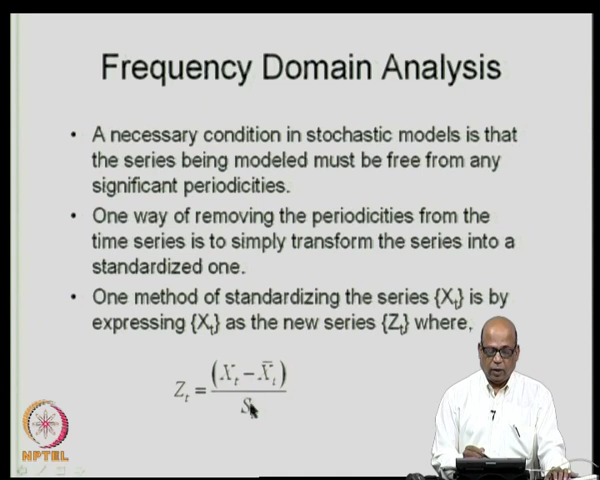 Frequency Domain Analysis
• A necessary condition in stochastic models is that
the series being modeled must be free from any
significant periodicities.
• One way of removing the periodicities from the
time series is to simply transform the series into a
standardized one.
• One method of standardizing the series {Xₜ} is by
expressing {Xₜ} as the new series {Zₜ} where,
Zₜ = (Xₜ − X̄ₜ) / S
NPTEL
7